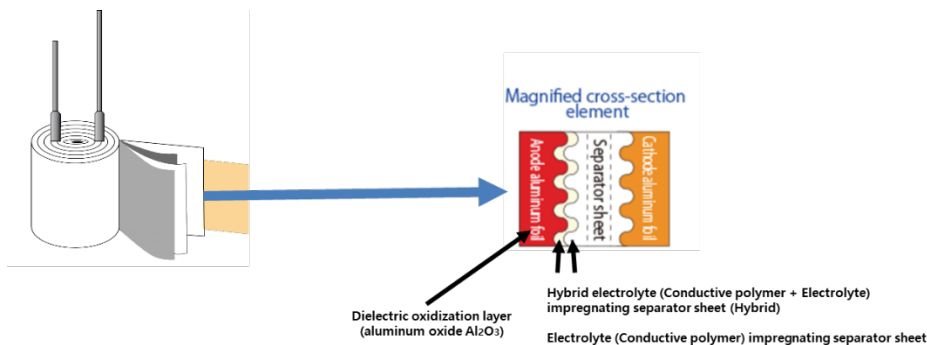 Magnified cross-section
element
Anode aluminum foil
Separator sheet
Cathode aluminum foil
Dielectric oxidization layer
(aluminum oxide Al₂O₃)
Hybrid electrolyte (Conductive polymer + Electrolyte)
impregnating separator sheet (Hybrid)
Electrolyte (Conductive polymer) impregnating separator sheet